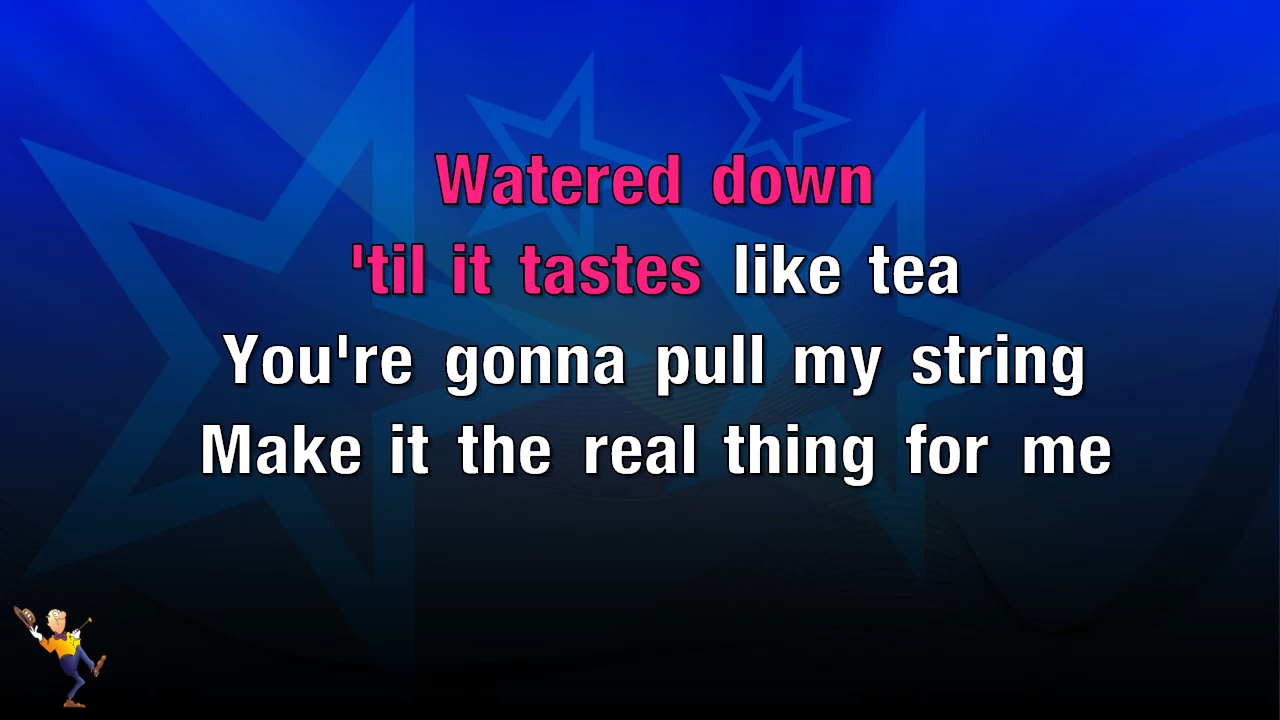 Watered down
'til it tastes like tea
You're gonna pull my string
Make it the real thing for me